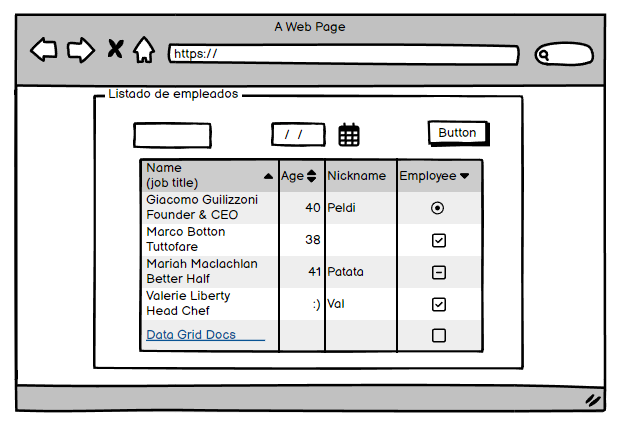 A Web Page
https://
Listado de empleados
/ /
Button
Name
(job title)
Age
Nickname
Employee
Giacomo Guilizzoni
Founder & CEO
40
Peldi
Marco Botton
Tuttofare
38
Mariah Maclachlan
Better Half
41
Patata
Valerie Liberty
Head Chef
:)
Val
Data Grid Docs